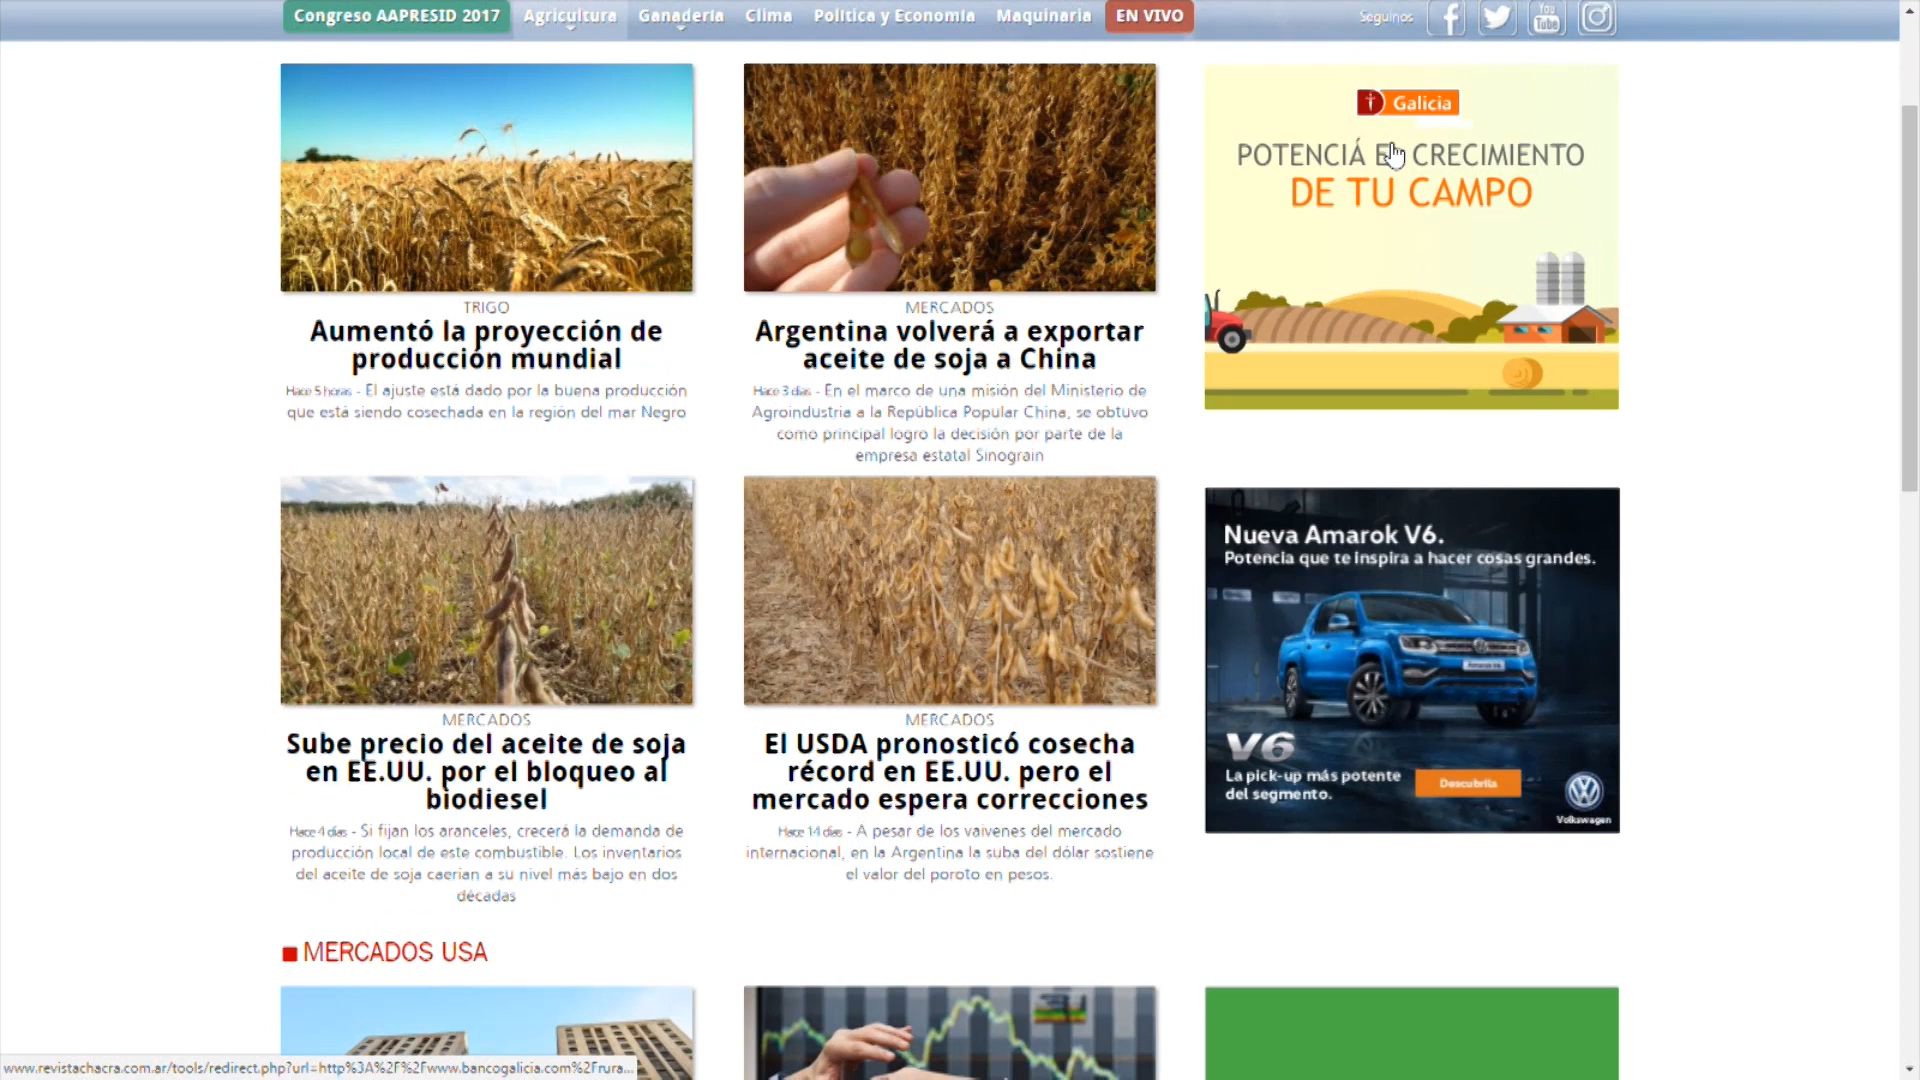 Congreso AAPRESID 2017 Agricultura Ganadería Clima Política y Economía Maquinaria EN VIVO Seguinos
You Tube
Galicia
POTENCIÁ CRECIMIENTO
DE TU CAMPO
TRIGO
Aumentó la proyección de
producción mundial
Hace 5 horas - El ajuste está dado por la buena producción
que está siendo cosechada en la región del mar Negro
MERCADOS
Argentina volverá a exportar
aceite de soja a China
Hace 3 días - En el marco de una misión del Ministerio de
Agroindustria a la República Popular China, se obtuvo
como principal logro la decisión por parte de la
empresa estatal Sinograin
Nueva Amarok V6.
Potencia que te inspira a hacer cosas grandes.
Amarok V6
V6
La pick-up más potente
del segmento.
Descubrila
Volkswagen
MERCADOS
Sube precio del aceite de soja
en EE.UU. por el bloqueo al
biodiesel
Hace 4 días - Si fijan los aranceles, crecerá la demanda de
producción local de este combustible. Los inventarios
del aceite de soja caerían a su nivel más bajo en dos
décadas
MERCADOS
El USDA pronosticó cosecha
récord en EE.UU. pero el
mercado espera correcciones
Hace 14 días - A pesar de los vaivenes del mercado
internacional, en la Argentina la suba del dólar sostiene
el valor del poroto en pesos.
MERCADOS USA
www.revistachacra.com.ar/tools/redirect.php?url=http%3A%2F%2Fwww.bancogalicia.com%2Frura...